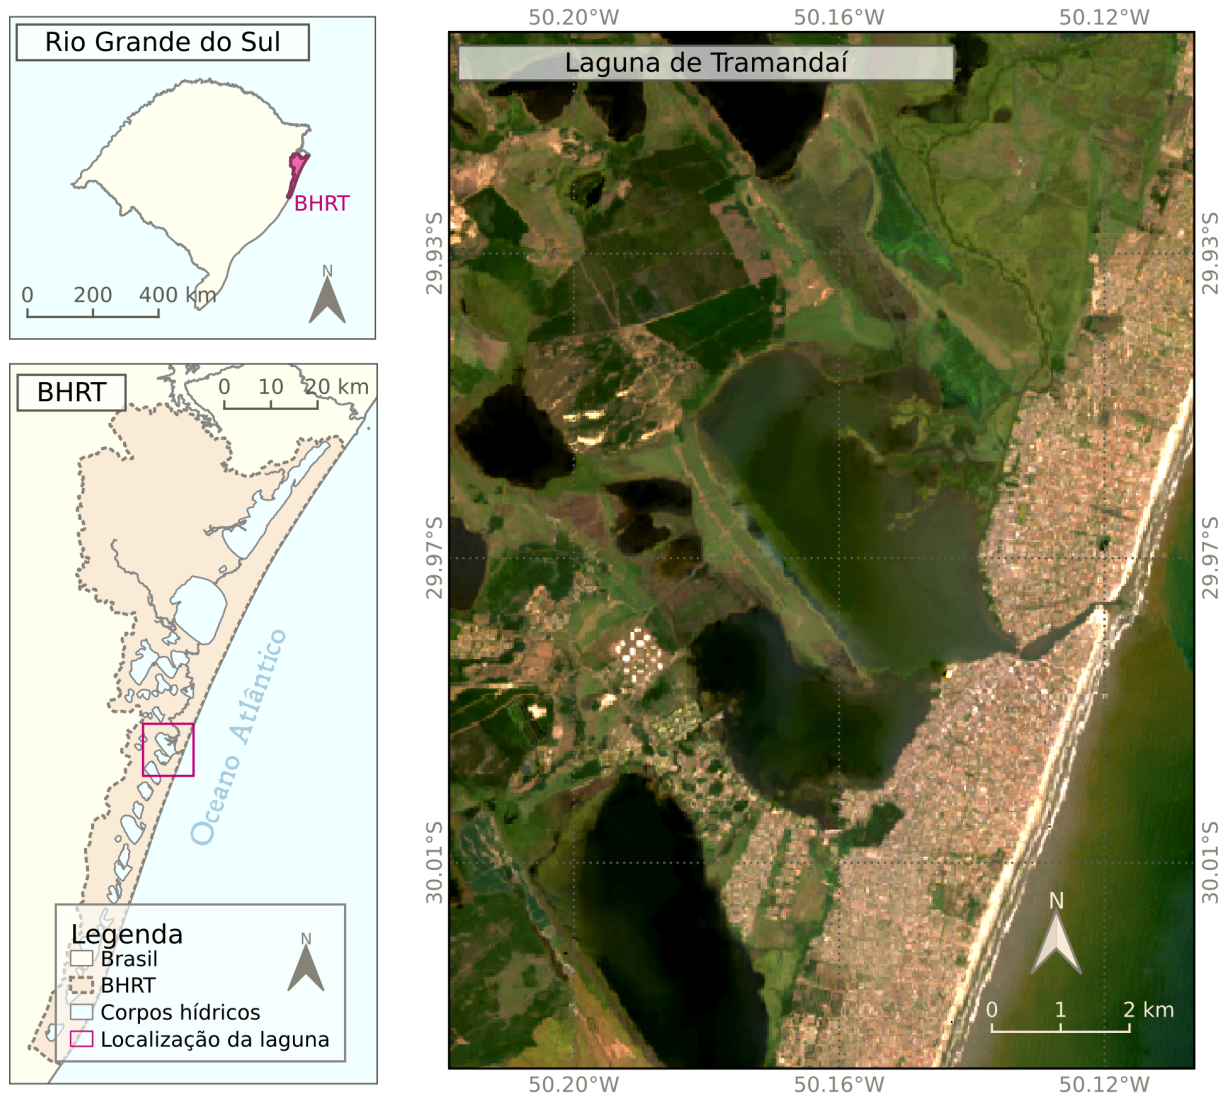 Rio Grande do Sul
BHRT
N
0 200 400 km
BHRT
0 10 20 km
Oceano Atlântico
Legenda
N
Brasil
BHRT
Corpos hídricos
Localização da laguna
50.20°W 50.16°W 50.12°W
Laguna de Tramandaí
29.93°S 29.93°S
29.97°S 29.97°S
30.01°S 30.01°S
N
0 1 2 km
50.20°W 50.16°W 50.12°W